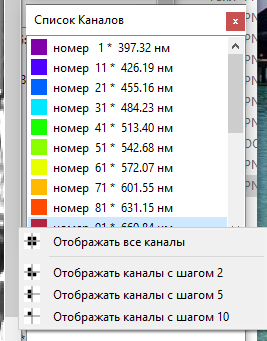 Список Каналов
x
номер 1 * 397.32 нм
номер 11 * 426.19 нм
номер 21 * 455.16 нм
номер 31 * 484.23 нм
номер 41 * 513.40 нм
номер 51 * 542.68 нм
номер 61 * 572.07 нм
номер 71 * 601.55 нм
номер 81 * 631.15 нм
номер 91 * 660.84 нм
Отображать все каналы
Отображать каналы с шагом 2
Отображать каналы с шагом 5
Отображать каналы с шагом 10